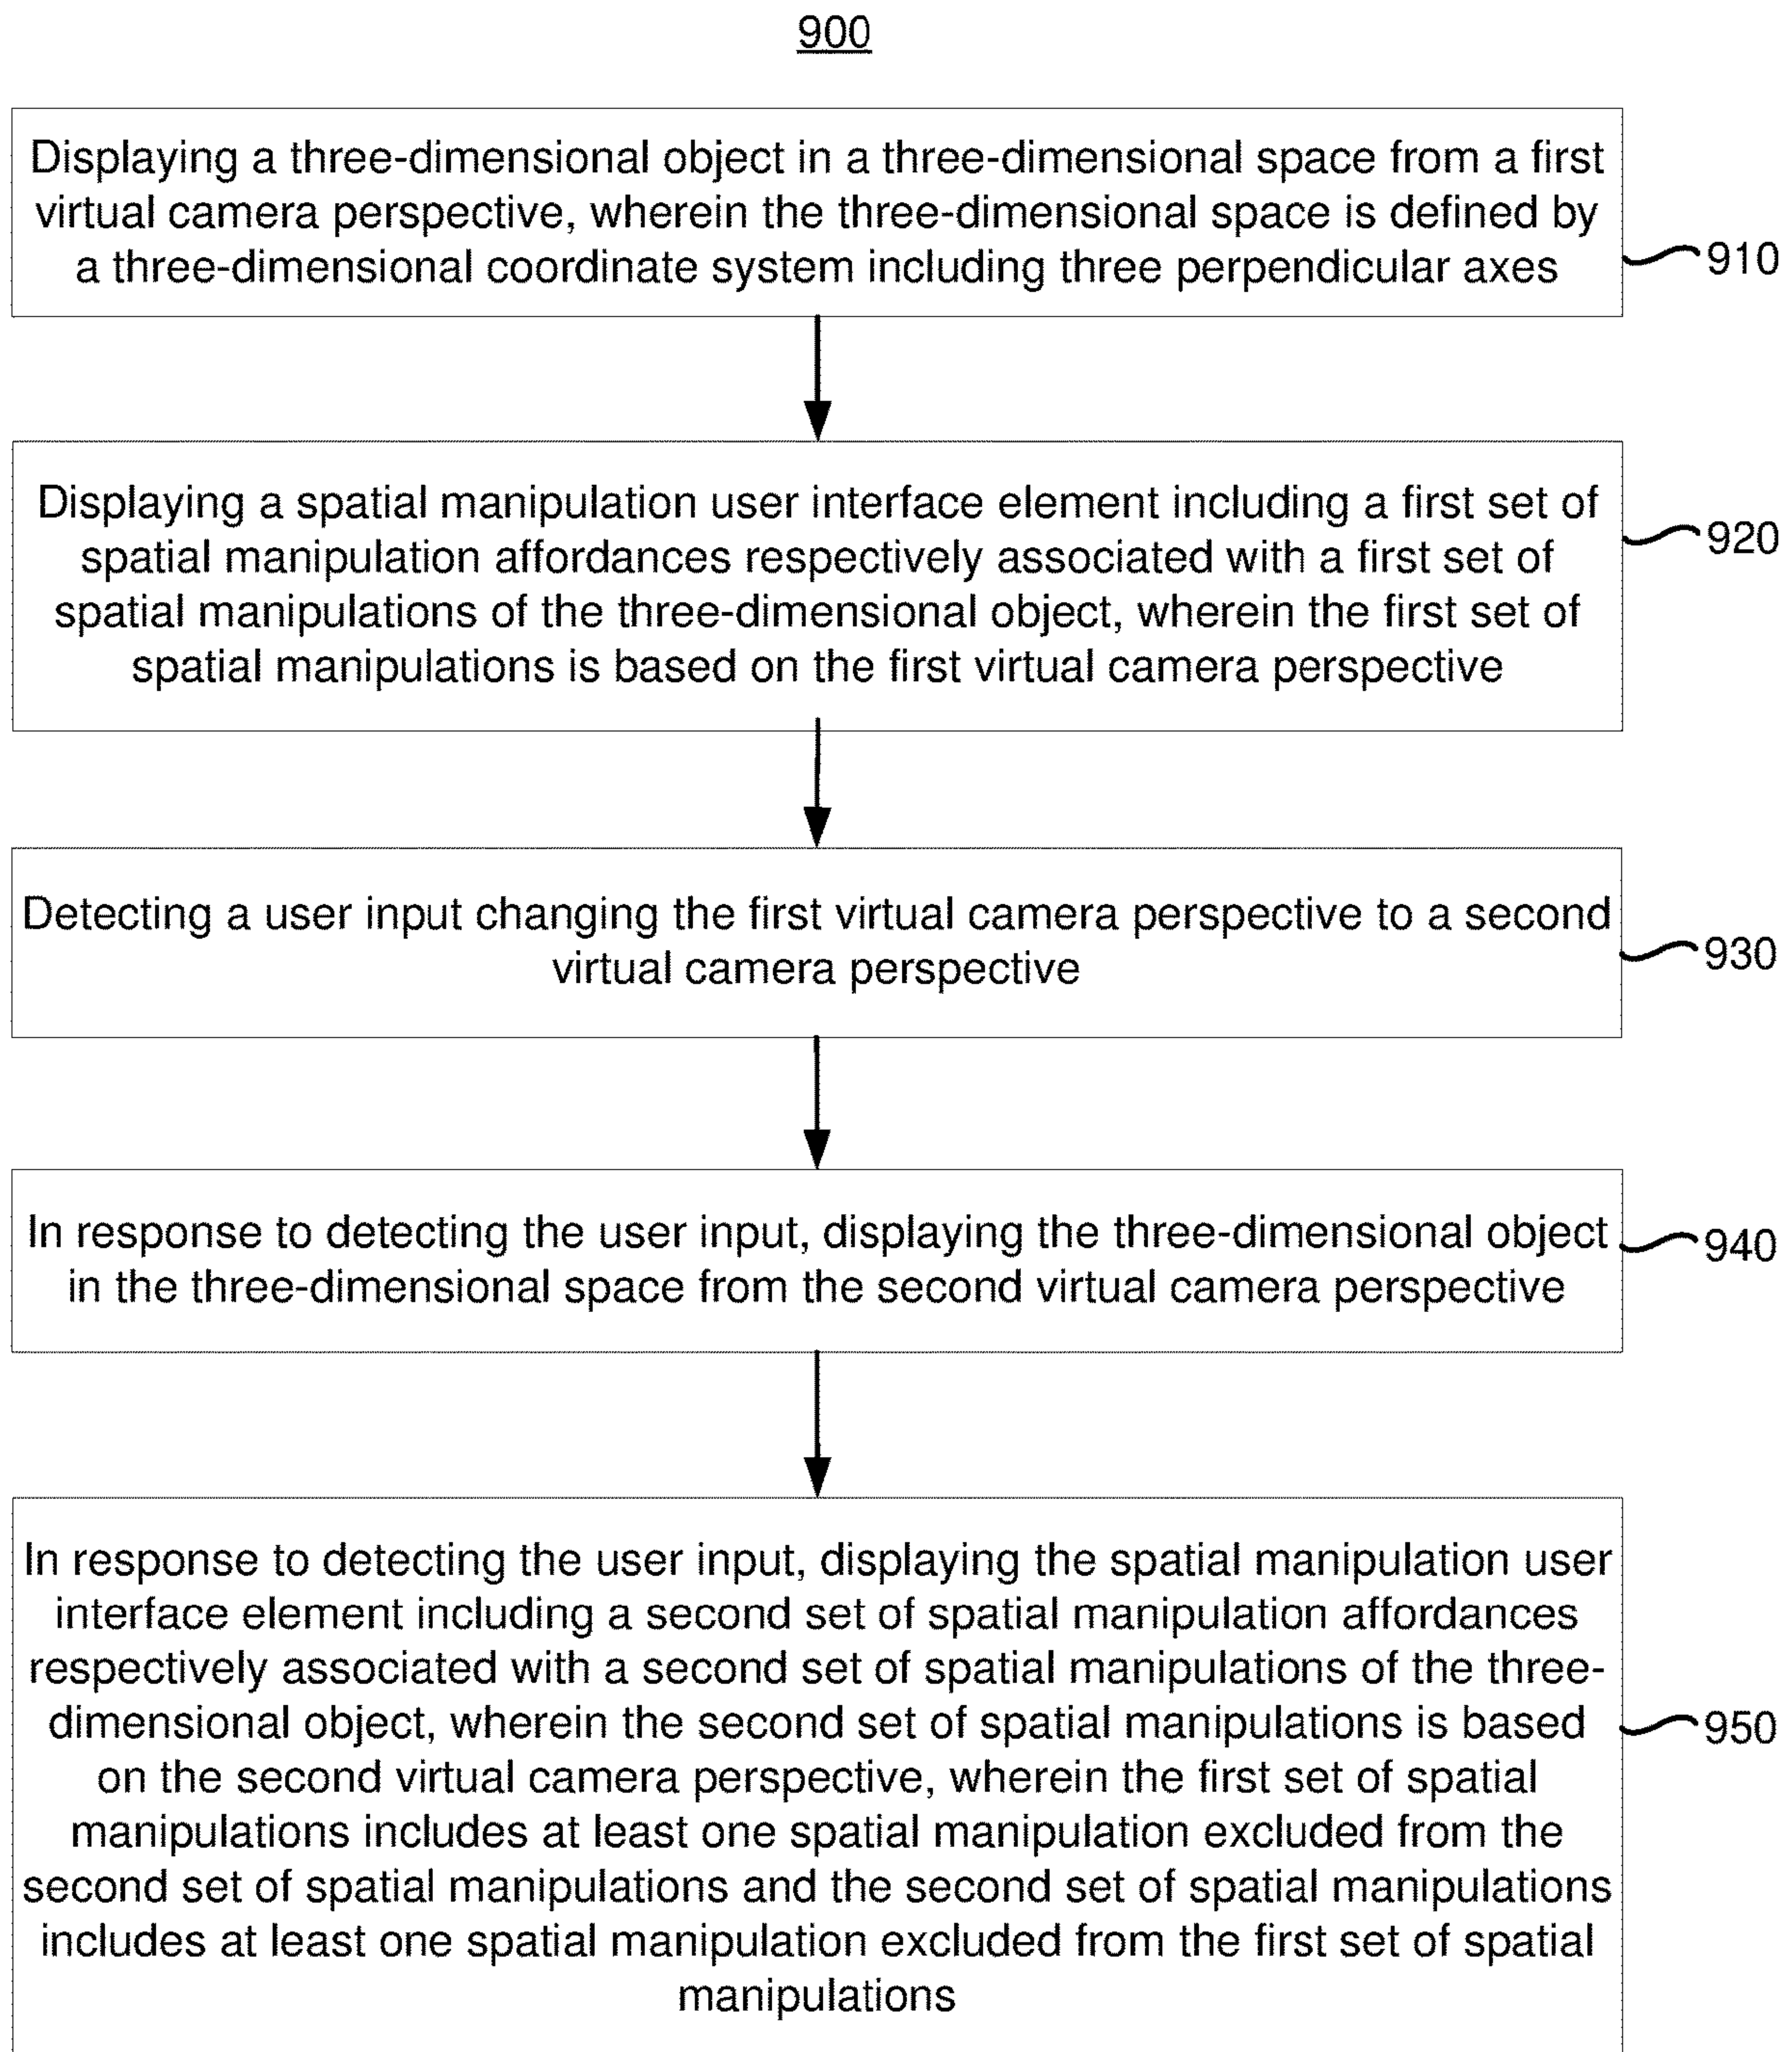 900
Displaying a three-dimensional object in a three-dimensional space from a first
virtual camera perspective, wherein the three-dimensional space is defined by
a three-dimensional coordinate system including three perpendicular axes
910
Displaying a spatial manipulation user interface element including a first set of
spatial manipulation affordances respectively associated with a first set of
spatial manipulations of the three-dimensional object, wherein the first set of
spatial manipulations is based on the first virtual camera perspective
920
Detecting a user input changing the first virtual camera perspective to a second
virtual camera perspective
930
In response to detecting the user input, displaying the three-dimensional object
in the three-dimensional space from the second virtual camera perspective
940
In response to detecting the user input, displaying the spatial manipulation user
interface element including a second set of spatial manipulation affordances
respectively associated with a second set of spatial manipulations of the three-
dimensional object, wherein the second set of spatial manipulations is based
on the second virtual camera perspective, wherein the first set of spatial
manipulations includes at least one spatial manipulation excluded from the
second set of spatial manipulations and the second set of spatial manipulations
includes at least one spatial manipulation excluded from the first set of spatial
manipulations
950